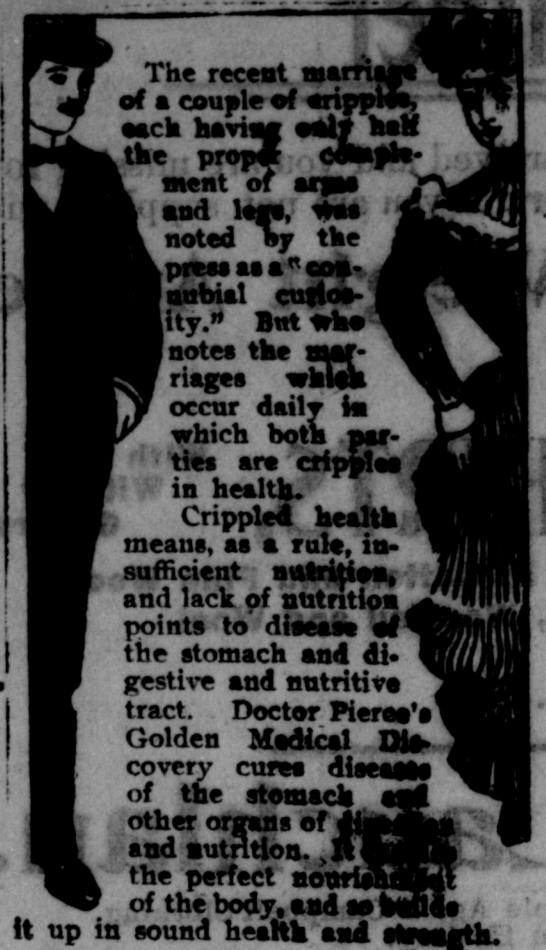 The recent marriage
of a couple of cripples,
each having only half
the proper comple-
ment of arms
and legs, was
noted by the
press as a "con-
nubial curios-
ity." But who
notes the mar-
riages which
occur daily in
which both par-
ties are cripples
in health.
Crippled health
means, as a rule, in-
sufficient nutrition,
and lack of nutrition
points to disease of
the stomach and di-
gestive and nutritive
tract. Doctor Pierce's
Golden Medical Dis-
covery cures diseases
of the stomach and
other organs of digestion
and nutrition. It
the perfect nourishment
of the body, and so builds
it up in sound health and strength.